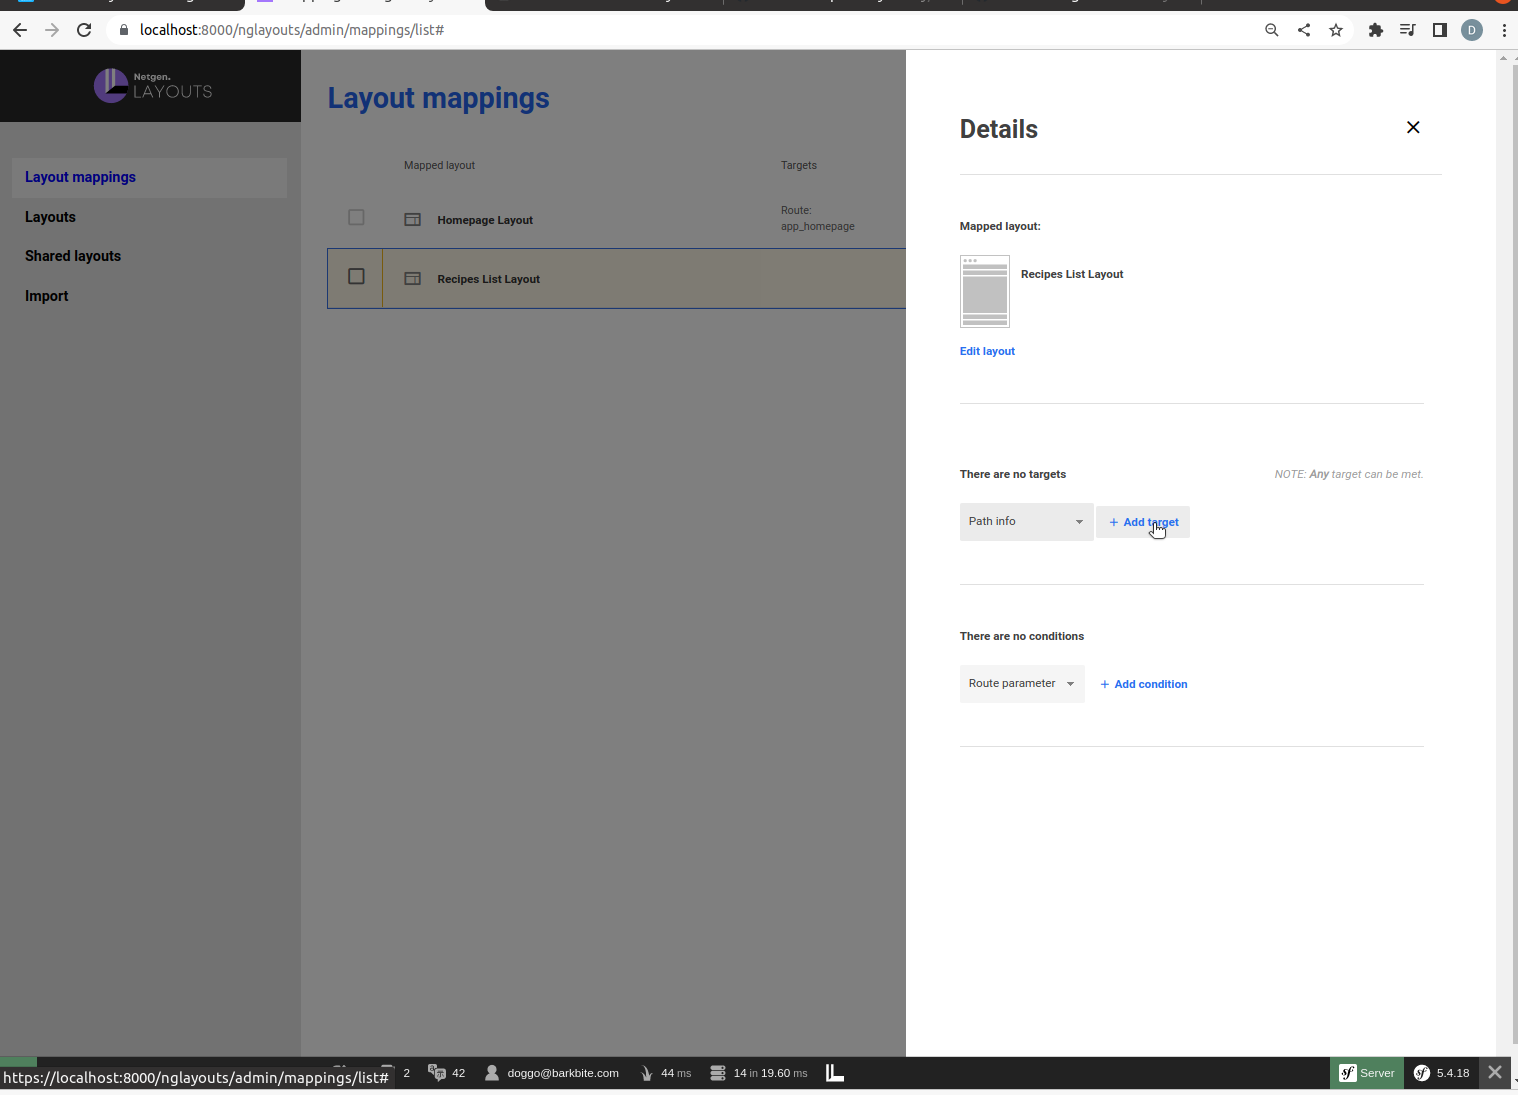 localhost:8000/nglayouts/admin/mappings/list#
D
Netgen.
LAYOUTS
Layout mappings
Layouts
Shared layouts
Import
Layout mappings
Mapped layout
Targets
Homepage Layout
Route:
app_homepage
Recipes List Layout
Details
Mapped layout:
Recipes List Layout
Edit layout
There are no targets
NOTE: Any target can be met.
Path info
+ Add target
There are no conditions
Route parameter
+ Add condition
https://localhost:8000/nglayouts/admin/mappings/list#
2
42
doggo@barkbite.com
44 ms
14 in 19.60 ms
sf Server
sf 5.4.18